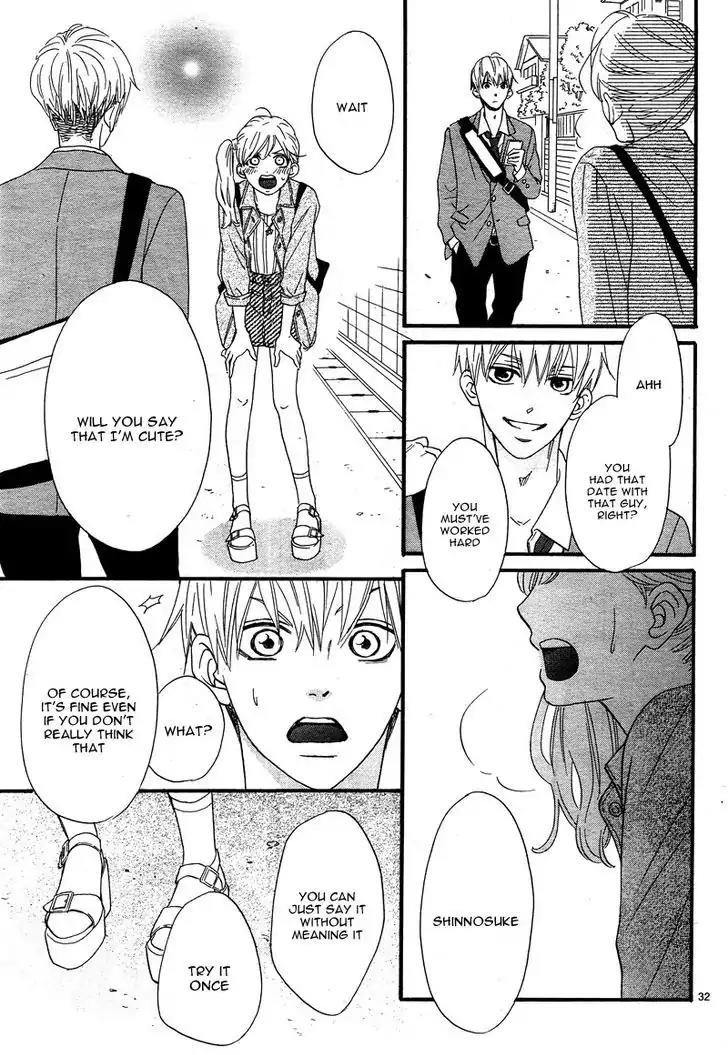 AHH
YOU
HAD THAT
DATE WITH
THAT GUY,
RIGHT?
YOU
MUST'VE
WORKED
HARD
SHINNOSUKE
WAIT
WILL YOU SAY
THAT I'M CUTE?
WHAT?
OF COURSE,
IT'S FINE EVEN
IF YOU DON'T
REALLY THINK
THAT
YOU CAN
JUST SAY IT
WITHOUT
MEANING IT
TRY IT
ONCE
32